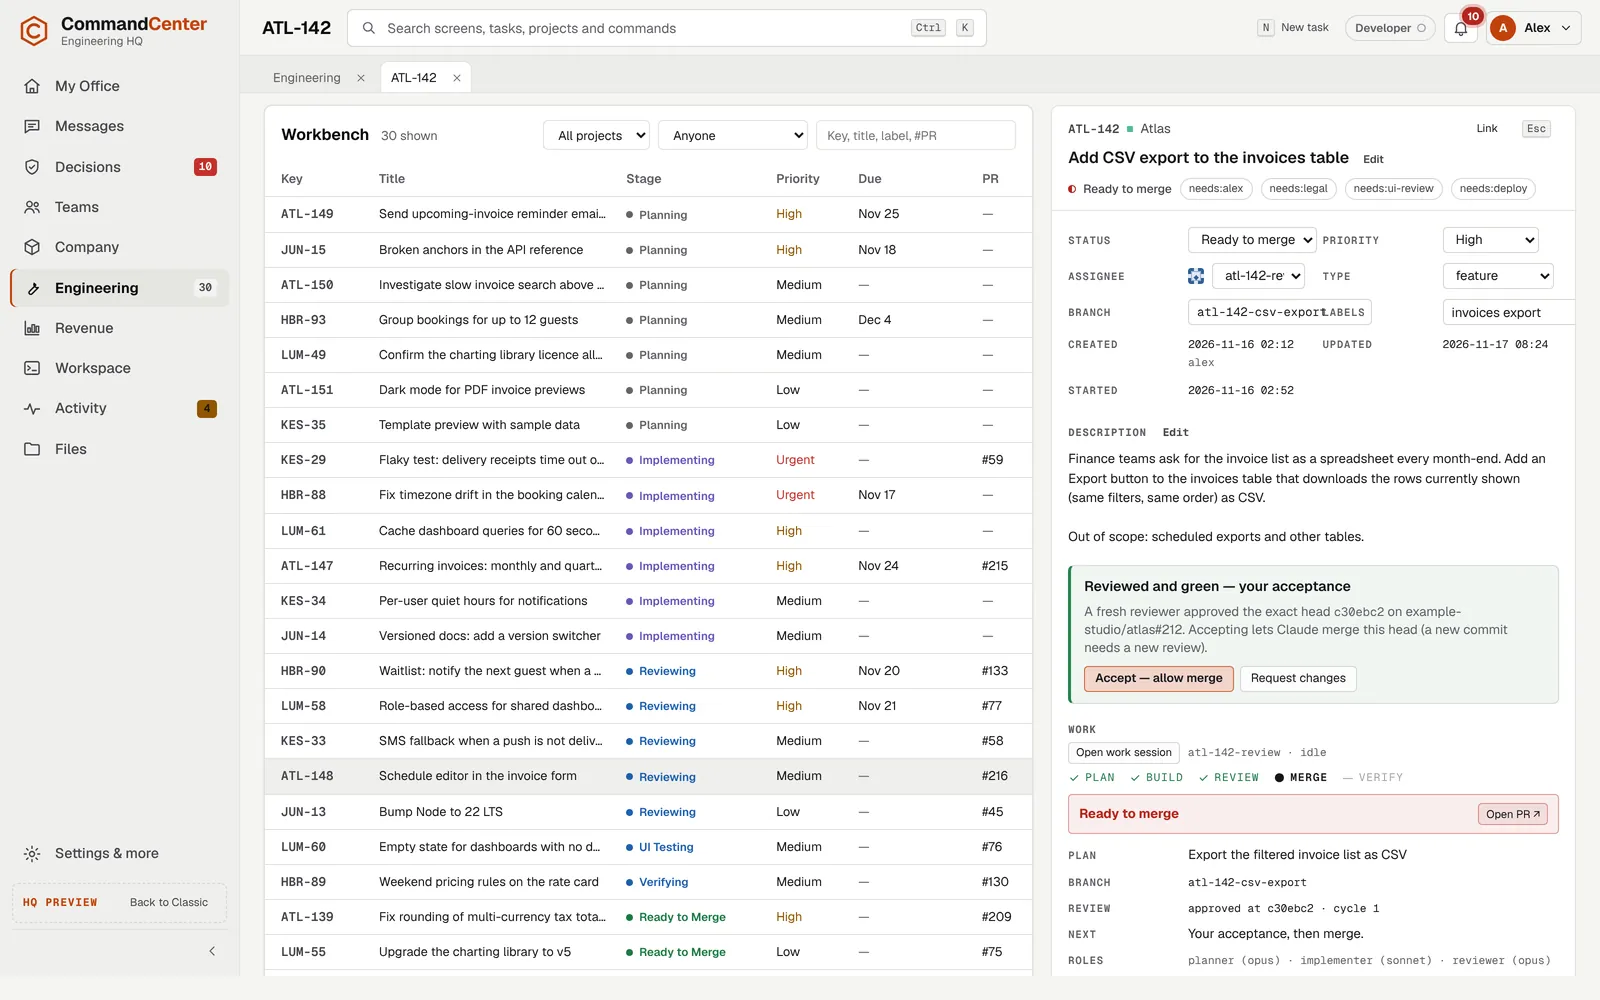 CommandCenter
Engineering HQ
My Office
Messages
Decisions 10
Teams
Company
Engineering 30
Revenue
Workspace
Activity 4
Files
Settings & more
HQ PREVIEW Back to Classic
ATL-142
Search screens, tasks, projects and commands Ctrl K
N New task
Developer
10
A Alex
Engineering
ATL-142
Workbench 30 shown
All projects
Anyone
Key, title, label, #PR
Key Title Stage Priority Due PR
ATL-149 Send upcoming-invoice reminder emai... Planning High Nov 25 —
JUN-15 Broken anchors in the API reference Planning High Nov 18 —
ATL-150 Investigate slow invoice search above ... Planning Medium — —
HBR-93 Group bookings for up to 12 guests Planning Medium Dec 4 —
LUM-49 Confirm the charting library licence all... Planning Medium — —
ATL-151 Dark mode for PDF invoice previews Planning Low — —
KES-35 Template preview with sample data Planning Low — —
KES-29 Flaky test: delivery receipts time out o... Implementing Urgent — #59
HBR-88 Fix timezone drift in the booking calen... Implementing Urgent Nov 17 —
LUM-61 Cache dashboard queries for 60 seco... Implementing High — —
ATL-147 Recurring invoices: monthly and quart... Implementing High Nov 24 #215
KES-34 Per-user quiet hours for notifications Implementing Medium — —
JUN-14 Versioned docs: add a version switcher Implementing Medium — —
HBR-90 Waitlist: notify the next guest when a ... Reviewing High Nov 20 #133
LUM-58 Role-based access for shared dashbo... Reviewing High Nov 21 #77
KES-33 SMS fallback when a push is not deliv... Reviewing Medium — #58
ATL-148 Schedule editor in the invoice form Reviewing Medium — #216
JUN-13 Bump Node to 22 LTS Reviewing Low — #45
LUM-60 Empty state for dashboards with no d... UI Testing Medium — #76
HBR-89 Weekend pricing rules on the rate card Verifying Medium — #130
ATL-139 Fix rounding of multi-currency tax tota... Ready to Merge High — #209
LUM-55 Upgrade the charting library to v5 Ready to Merge Low — #75
ATL-142 Atlas Link Esc
Add CSV export to the invoices table Edit
Ready to merge needs:alex needs:legal needs:ui-review needs:deploy
STATUS Ready to merge PRIORITY High
ASSIGNEE atl-142-re TYPE feature
BRANCH atl-142-csv-export LABELS invoices export
CREATED 2026-11-16 02:12 UPDATED 2026-11-17 08:24
alex
STARTED 2026-11-16 02:52
DESCRIPTION Edit
Finance teams ask for the invoice list as a spreadsheet every month-end. Add an
Export button to the invoices table that downloads the rows currently shown
(same filters, same order) as CSV.
Out of scope: scheduled exports and other tables.
Reviewed and green — your acceptance
A fresh reviewer approved the exact head c30ebc2 on example-
studio/atlas#212. Accepting lets Claude merge this head (a new commit
needs a new review).
Accept — allow merge Request changes
WORK
Open work session atl-142-review · idle
PLAN BUILD REVIEW MERGE — VERIFY
Ready to merge Open PR ↗
PLAN Export the filtered invoice list as CSV
BRANCH atl-142-csv-export
REVIEW approved at c30ebc2 · cycle 1
NEXT Your acceptance, then merge.
ROLES planner (opus) · implementer (sonnet) · reviewer (opus)